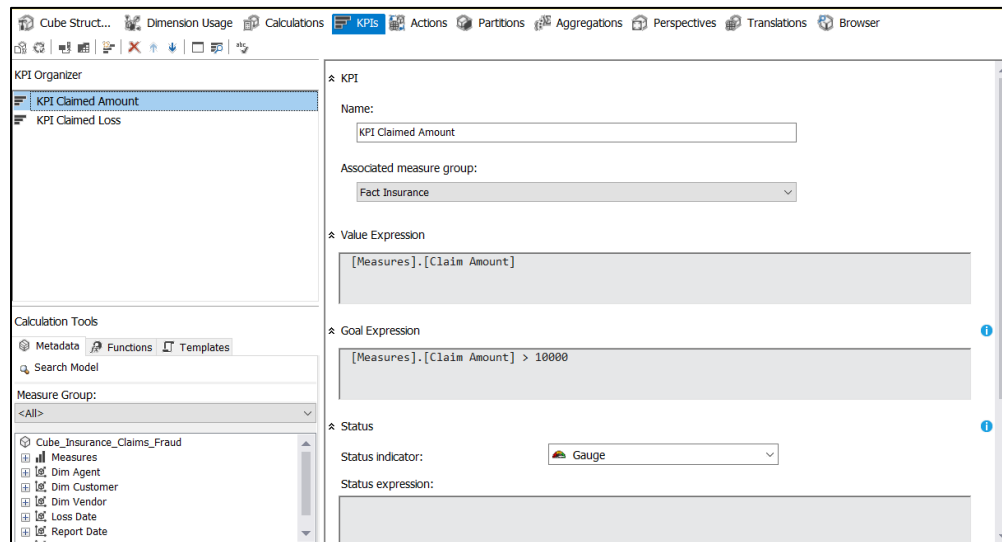 Cube Struct... Dimension Usage Calculations KPIs Actions Partitions Aggregations Perspectives Translations Browser
KPI Organizer
KPI Claimed Amount
KPI Claimed Loss
Calculation Tools
Metadata Functions Templates
Search Model
Measure Group:
<All>
Cube_Insurance_Claims_Fraud
Measures
Dim Agent
Dim Customer
Dim Vendor
Loss Date
Report Date
KPI
Name:
KPI Claimed Amount
Associated measure group:
Fact Insurance
Value Expression
[Measures].[Claim Amount]
Goal Expression
[Measures].[Claim Amount] > 10000
Status
Status indicator: Gauge
Status expression: